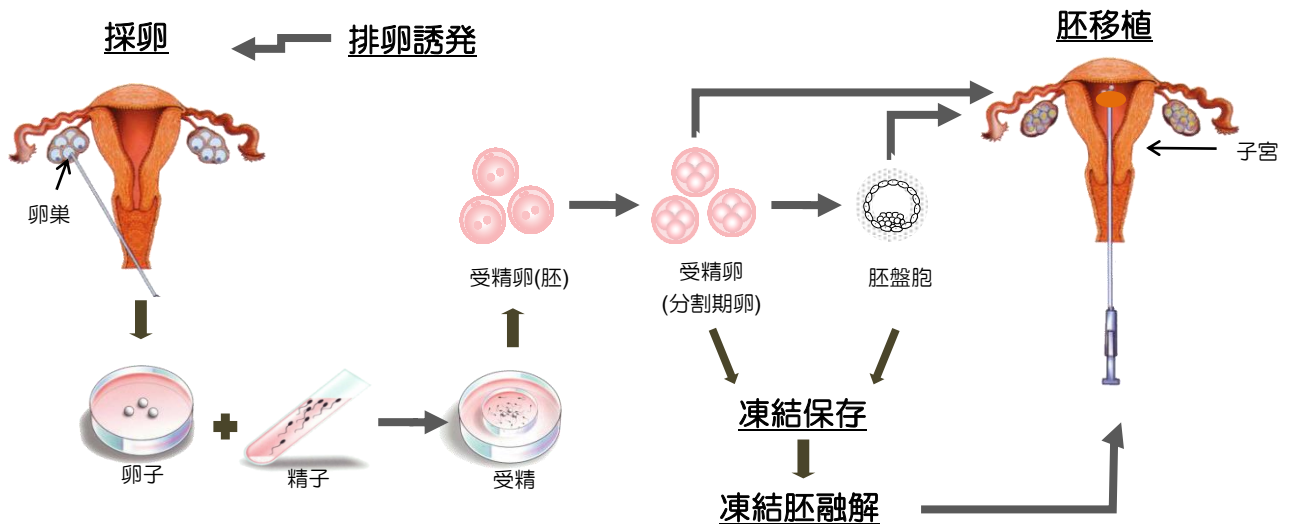 採卵
排卵誘発
胚移植
子宮
卵巣
受精卵(胚)
受精卵
(分割期卵)
胚盤胞
卵子
精子
受精
凍結保存
凍結胚融解